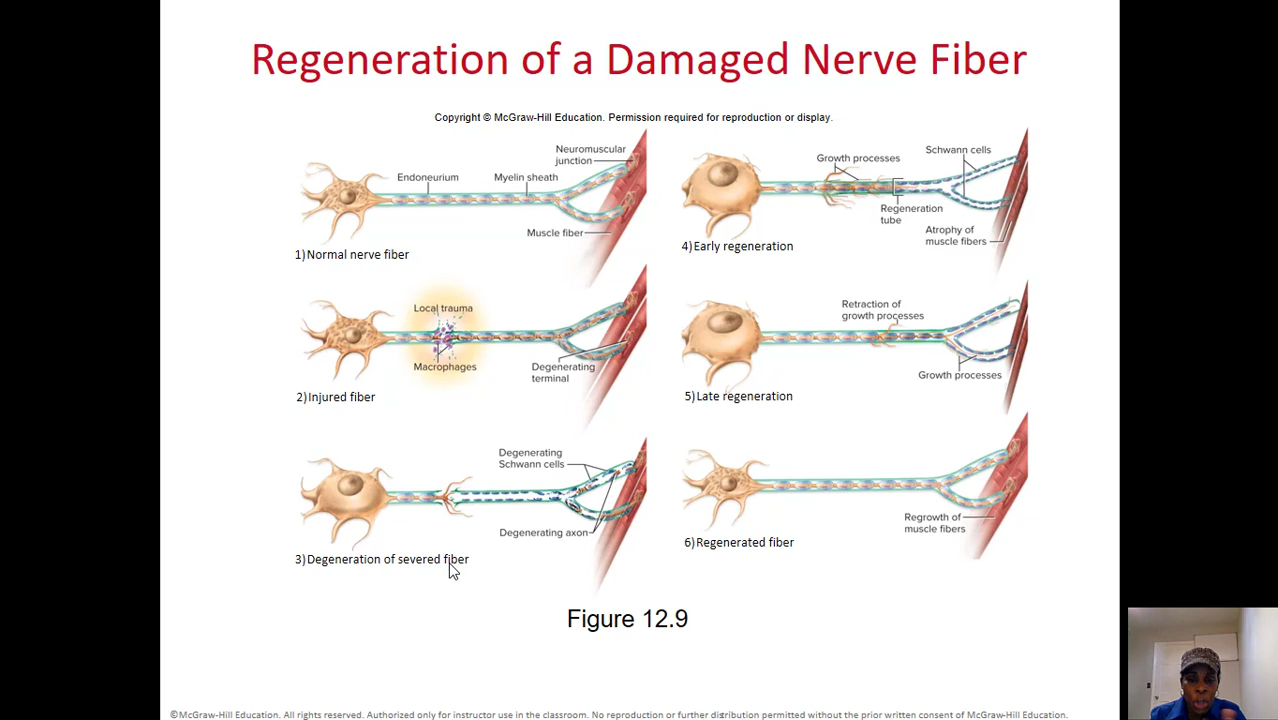 Regeneration of a Damaged Nerve Fiber
Copyright © McGraw-Hill Education. Permission required for reproduction or display.
Neuromuscular
junction
Endoneurium
Myelin sheath
Muscle fiber
1) Normal nerve fiber
Local trauma
Macrophages
Degenerating
terminal
2) Injured fiber
Degenerating
Schwann cells
Degenerating axon
3) Degeneration of severed fiber
Schwann cells
Growth processes
Regeneration
tube
Atrophy of
muscle fibers
4) Early regeneration
Retraction of
growth processes
Growth processes
5) Late regeneration
Regrowth of
muscle fibers
6) Regenerated fiber
Figure 12.9
©McGraw-Hill Education. All rights reserved. Authorized only for instructor use in the classroom. No reproduction or further distribution permitted without the prior written consent of McGraw-Hill Education.